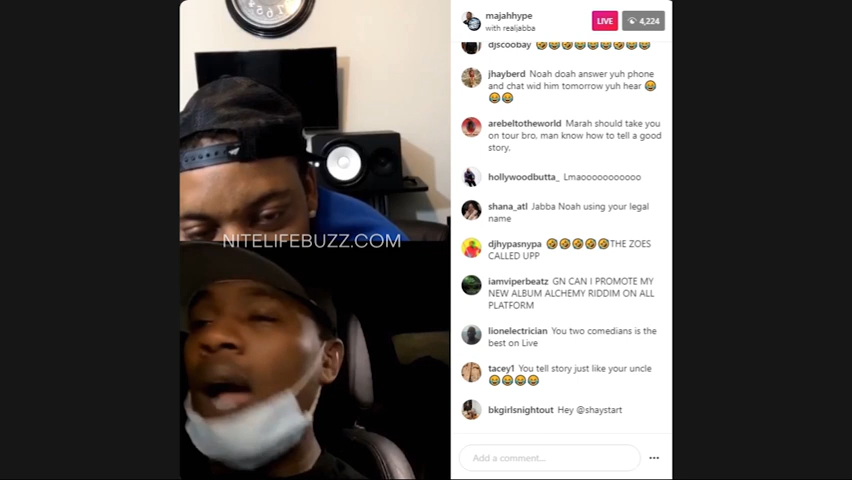 majahhype
with realjabba
LIVE
4,224
djscoobay 🤣😂🤣😂😂😂🤣😂😂
jhayberd Noah doah answer yuh phone
and chat wid him tomorrow yuh hear 😂
😂😂
arebeltotheworld Marah should take you
on tour bro, man know how to tell a good
story.
hollywoodbutta_ Lmaooooooooooo
shana_atl Jabba Noah using your legal
name
djhypasnypa 🤣🤣🤣🤣🤣THE ZOES
CALLED UPP
iamviperbeatz GN CAN I PROMOTE MY
NEW ALBUM ALCHEMY RIDDIM ON ALL
PLATFORM
lionelectrician You two comedians is the
best on Live
tacey1 You tell story just like your uncle
😂😂😂😂
bkgirlsnightout Hey @shaystart
Add a comment...
NITELIFEBUZZ.COM